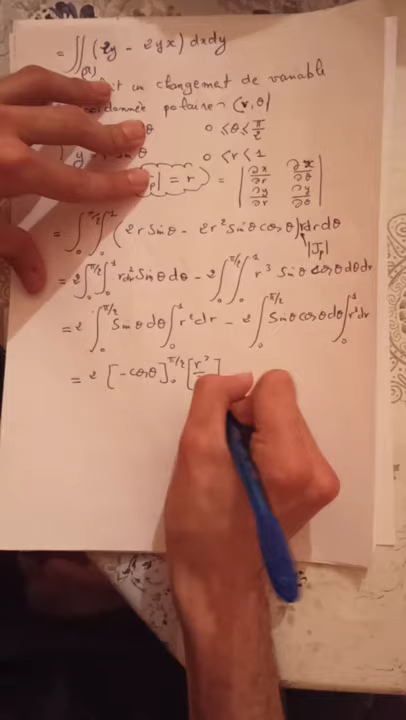 = ∬(R) (2y - 2yx) dxdy
un changement de variable
polaire (r,θ)
θ 0 ≤ θ ≤ π/2
y = r sin θ 0 < r < 1
| = r = | ∂x/∂r ∂x/∂θ ∂y/∂r ∂y/∂θ |
= ∫₀^π/2 ∫₀^1 (2r sinθ - 2r² sinθ cosθ) r dr dθ
|Jp|
= 2 ∫₀^π/2 ∫₀^1 sinθ dθ - 2 ∫₀^π/2 ∫₀^1 r³ sinθ cosθ dθ dr
= 2 ∫₀^π/2 sinθ dθ ∫₀^1 r² dr - 2 ∫₀^π/2 sinθ cosθ dθ ∫₀^1 r³ dr
= 2 [-cosθ]₀^π/2 [r³